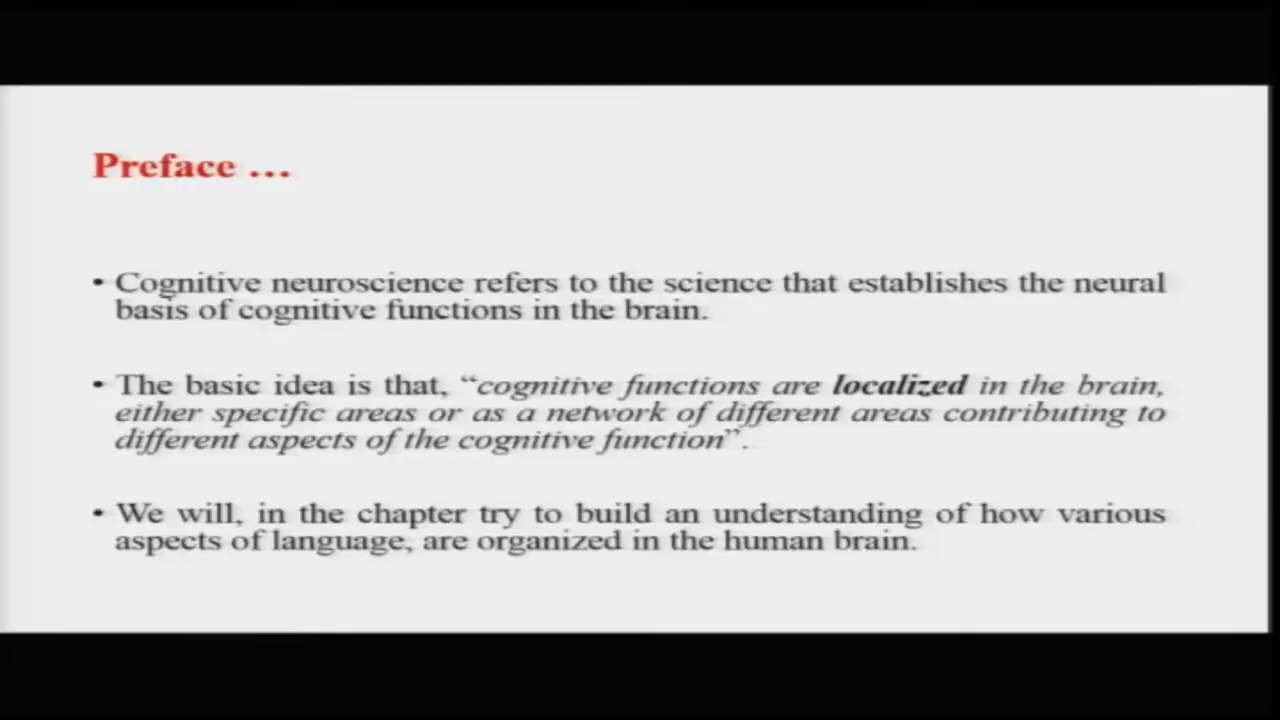 Preface ...
• Cognitive neuroscience refers to the science that establishes the neural
basis of cognitive functions in the brain.
• The basic idea is that, “cognitive functions are localized in the brain,
either specific areas or as a network of different areas contributing to
different aspects of the cognitive function”.
• We will, in the chapter try to build an understanding of how various
aspects of language, are organized in the human brain.